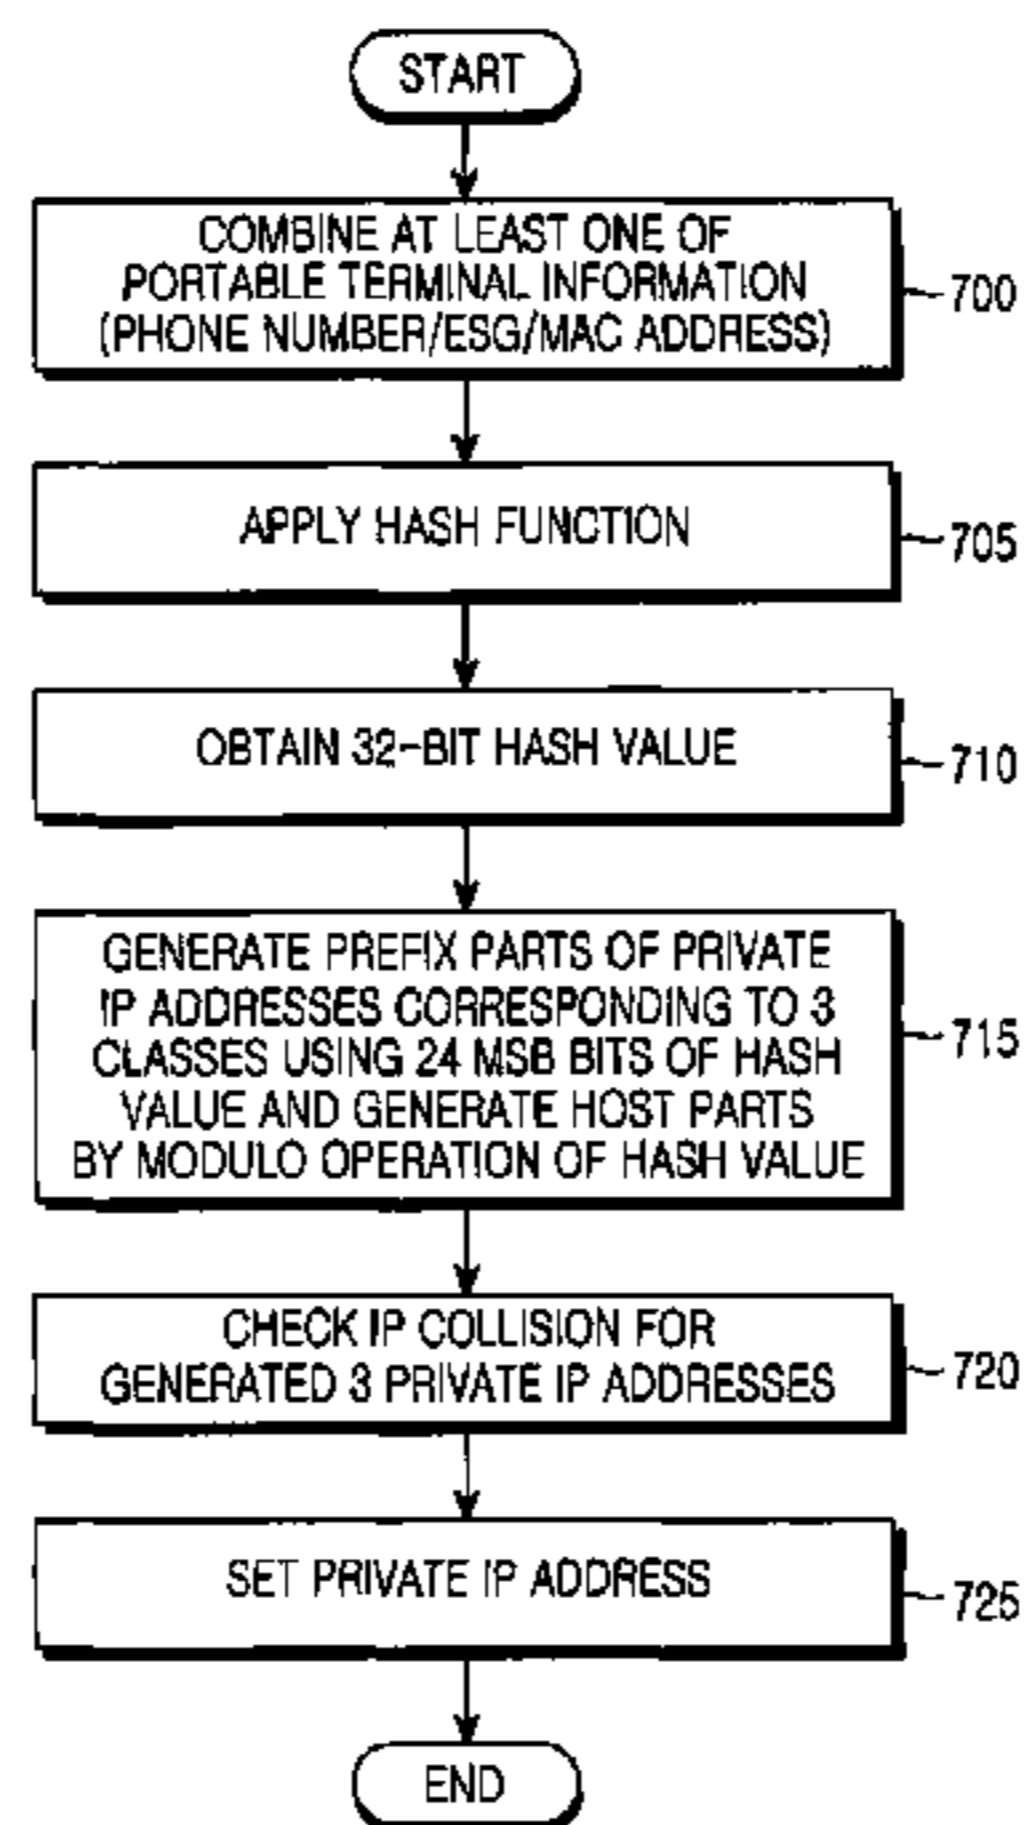 START
COMBINE AT LEAST ONE OF
PORTABLE TERMINAL INFORMATION
(PHONE NUMBER/ESG/MAC ADDRESS)
700
APPLY HASH FUNCTION
705
OBTAIN 32-BIT HASH VALUE
710
GENERATE PREFIX PARTS OF PRIVATE
IP ADDRESSES CORRESPONDING TO 3
CLASSES USING 24 MSB BITS OF HASH
VALUE AND GENERATE HOST PARTS
BY MODULO OPERATION OF HASH VALUE
715
CHECK IP COLLISION FOR
GENERATED 3 PRIVATE IP ADDRESSES
720
SET PRIVATE IP ADDRESS
725
END